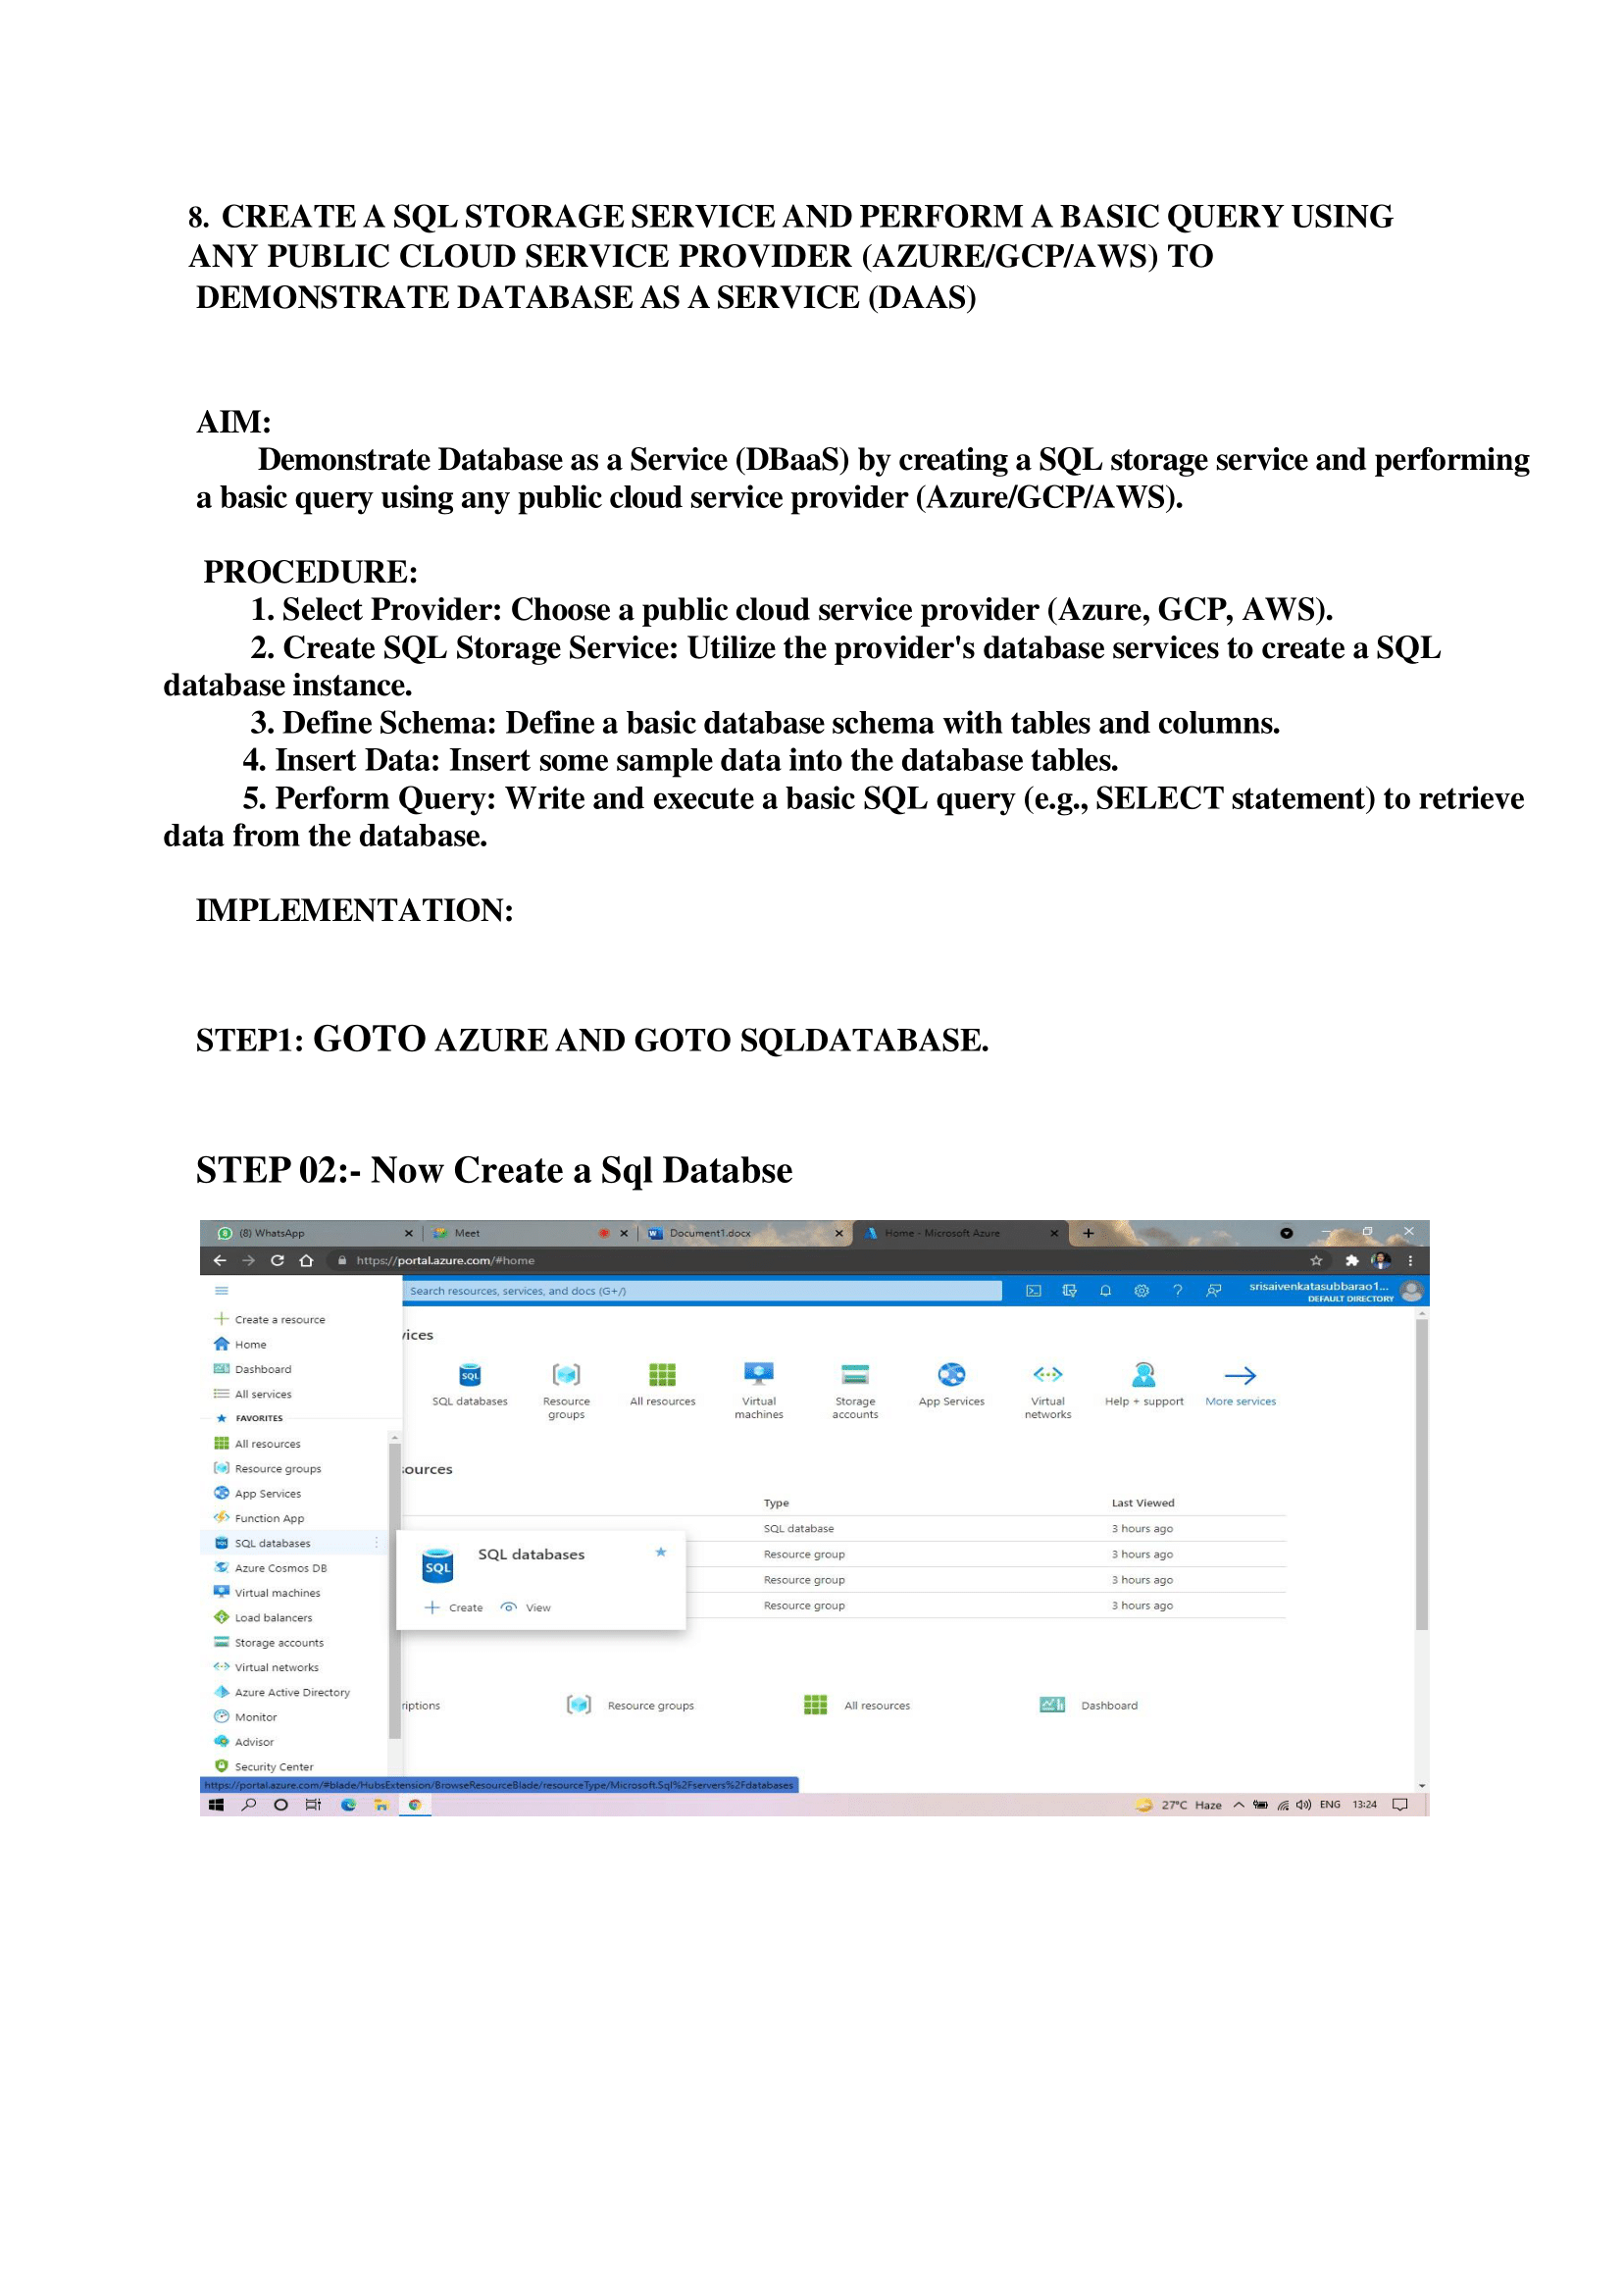 8. CREATE A SQL STORAGE SERVICE AND PERFORM A BASIC QUERY USING
ANY PUBLIC CLOUD SERVICE PROVIDER (AZURE/GCP/AWS) TO
DEMONSTRATE DATABASE AS A SERVICE (DAAS)
AIM:
Demonstrate Database as a Service (DBaaS) by creating a SQL storage service and performing
a basic query using any public cloud service provider (Azure/GCP/AWS).
PROCEDURE:
1. Select Provider: Choose a public cloud service provider (Azure, GCP, AWS).
2. Create SQL Storage Service: Utilize the provider's database services to create a SQL
database instance.
3. Define Schema: Define a basic database schema with tables and columns.
4. Insert Data: Insert some sample data into the database tables.
5. Perform Query: Write and execute a basic SQL query (e.g., SELECT statement) to retrieve
data from the database.
IMPLEMENTATION:
STEP1: GOTO AZURE AND GOTO SQLDATABASE.
STEP 02:- Now Create a Sql Databse
(8) WhatsApp Meet Document1.docx Home - Microsoft Azure
https://portal.azure.com/#home
Search resources, services, and docs (G+/) srisaivenkatasubbarao1...
DEFAULT DIRECTORY
Create a resource
Home
Dashboard
All services
FAVORITES
All resources
Resource groups
App Services
Function App
SQL databases
Azure Cosmos DB
Virtual machines
Load balancers
Storage accounts
Virtual networks
Azure Active Directory
Monitor
Advisor
Security Center
vices
SQL databases Resource groups All resources Virtual machines Storage accounts App Services Virtual networks Help + support More services
ources
Type Last Viewed
SQL database 3 hours ago
Resource group 3 hours ago
Resource group 3 hours ago
Resource group 3 hours ago
SQL databases
Create View
riptions Resource groups All resources Dashboard
https://portal.azure.com/#blade/HubsExtension/BrowseResourceBlade/resourceType/Microsoft.Sql%2Fservers%2Fdatabases
27°C Haze ENG 13:24